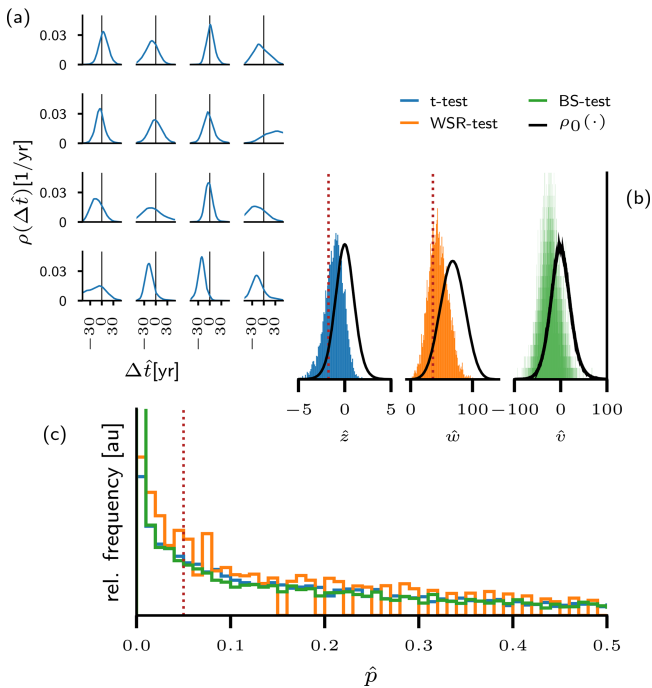 (a)
0.03
0
0.03
0
0.03
0
0.03
0
ρ(Δt̂)[1/yr]
−30 0 30 −30 0 30 −30 0 30 −30 0 30
Δt̂[yr]
t-test
WSR-test
BS-test
ρ₀(·)
(b)
−5 0 5
ẑ
0 100
ŵ
−100 0 100
v̂
(c)
rel. frequency [au]
0.0 0.1 0.2 0.3 0.4 0.5
p̂